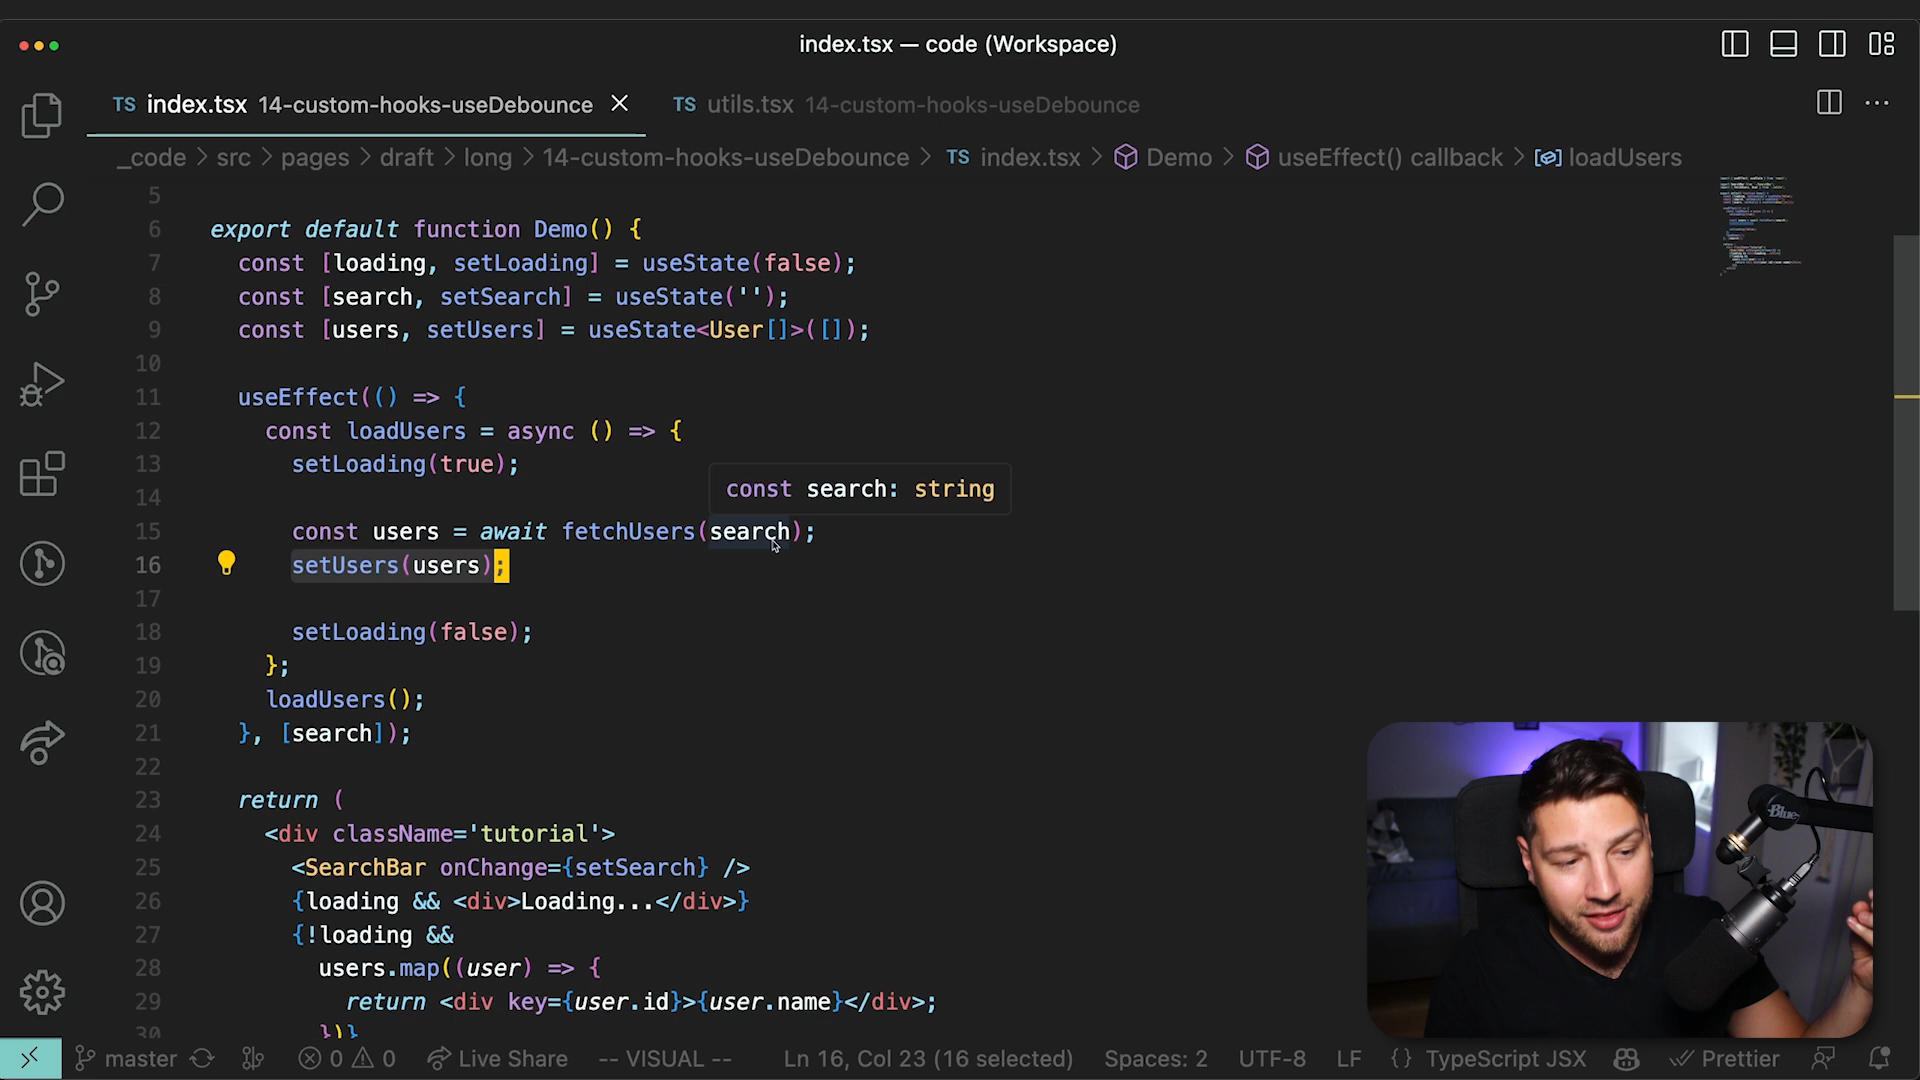 index.tsx — code (Workspace)
TS index.tsx 14-custom-hooks-useDebounce TS utils.tsx 14-custom-hooks-useDebounce
_code > src > pages > draft > long > 14-custom-hooks-useDebounce > TS index.tsx > Demo > useEffect() callback > loadUsers
5
6 export default function Demo() {
7 const [loading, setLoading] = useState(false);
8 const [search, setSearch] = useState('');
9 const [users, setUsers] = useState<User[]>([]);
10
11 useEffect(() => {
12 const loadUsers = async () => {
13 setLoading(true);
const search: string
14
15 const users = await fetchUsers(search);
16 setUsers(users);
17
18 setLoading(false);
19 };
20 loadUsers();
21 }, [search]);
22
23 return (
24 <div className='tutorial'>
25 <SearchBar onChange={setSearch} />
26 {loading && <div>Loading...</div>}
27 {!loading &&
28 users.map((user) => {
29 return <div key={user.id}>{user.name}</div>;
30 })}
master 0 0 Live Share -- VISUAL -- Ln 16, Col 23 (16 selected) Spaces: 2 UTF-8 LF {} TypeScript JSX Prettier
Blue